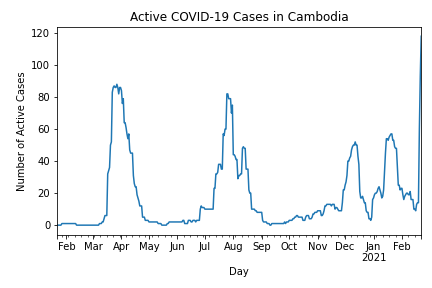 Active COVID-19 Cases in Cambodia
120
100
80
60
40
20
0
Number of Active Cases
Feb Mar Apr May Jun Jul Aug Sep Oct Nov Dec Jan Feb
2021
Day